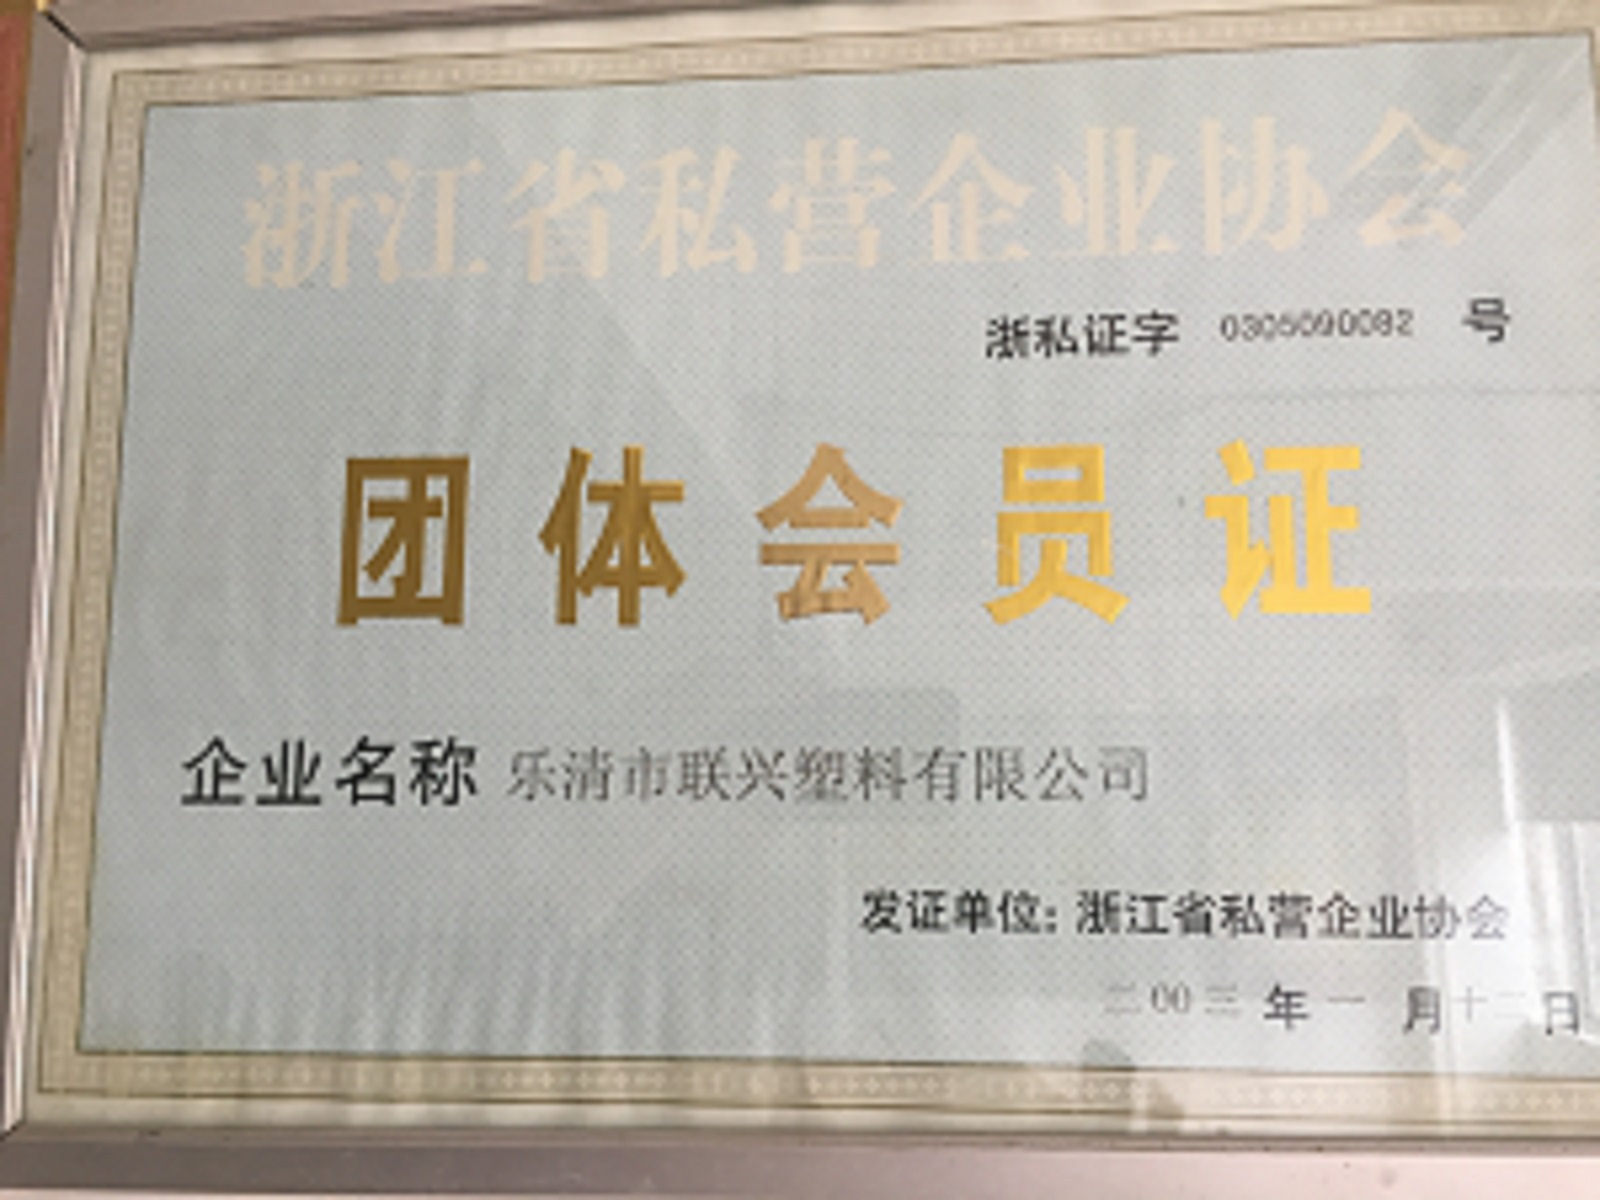 浙江省私营企业协会
浙私证字 0305090082 号
团体会员证
企业名称 乐清市联兴塑料有限公司
发证单位: 浙江省私营企业协会
二00三年一月十二日